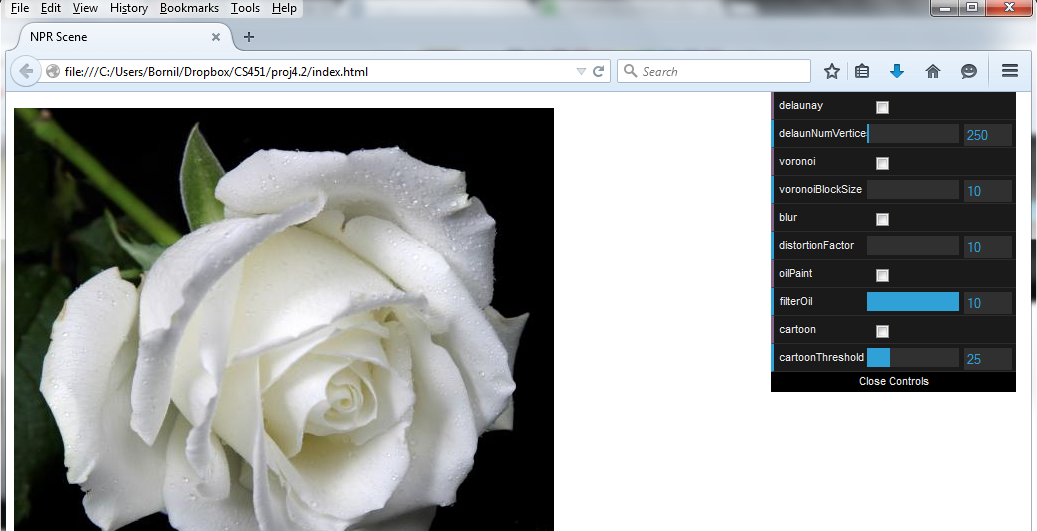 File Edit View History Bookmarks Tools Help
NPR Scene
file:///C:/Users/Bornil/Dropbox/CS451/proj4.2/index.html
Search
delaunay
delaunNumVertice 250
voronoi
voronoiBlockSize 10
blur
distortionFactor 10
oilPaint
filterOil 10
cartoon
cartoonThreshold 25
Close Controls